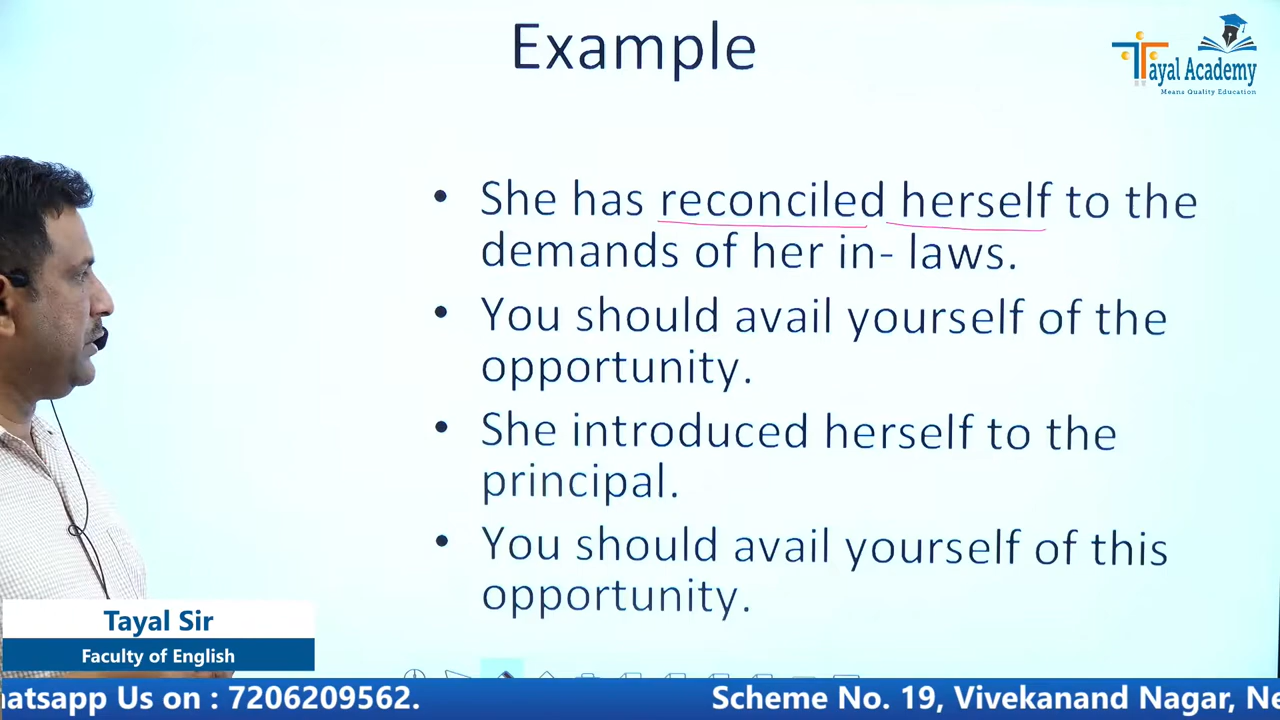 Example
Tayal Academy
Means Quality Education
• She has reconciled herself to the
demands of her in- laws.
• You should avail yourself of the
opportunity.
• She introduced herself to the
principal.
• You should avail yourself of this
opportunity.
Tayal Sir
Faculty of English
hatsapp Us on : 7206209562.
Scheme No. 19, Vivekanand Nagar, Ne